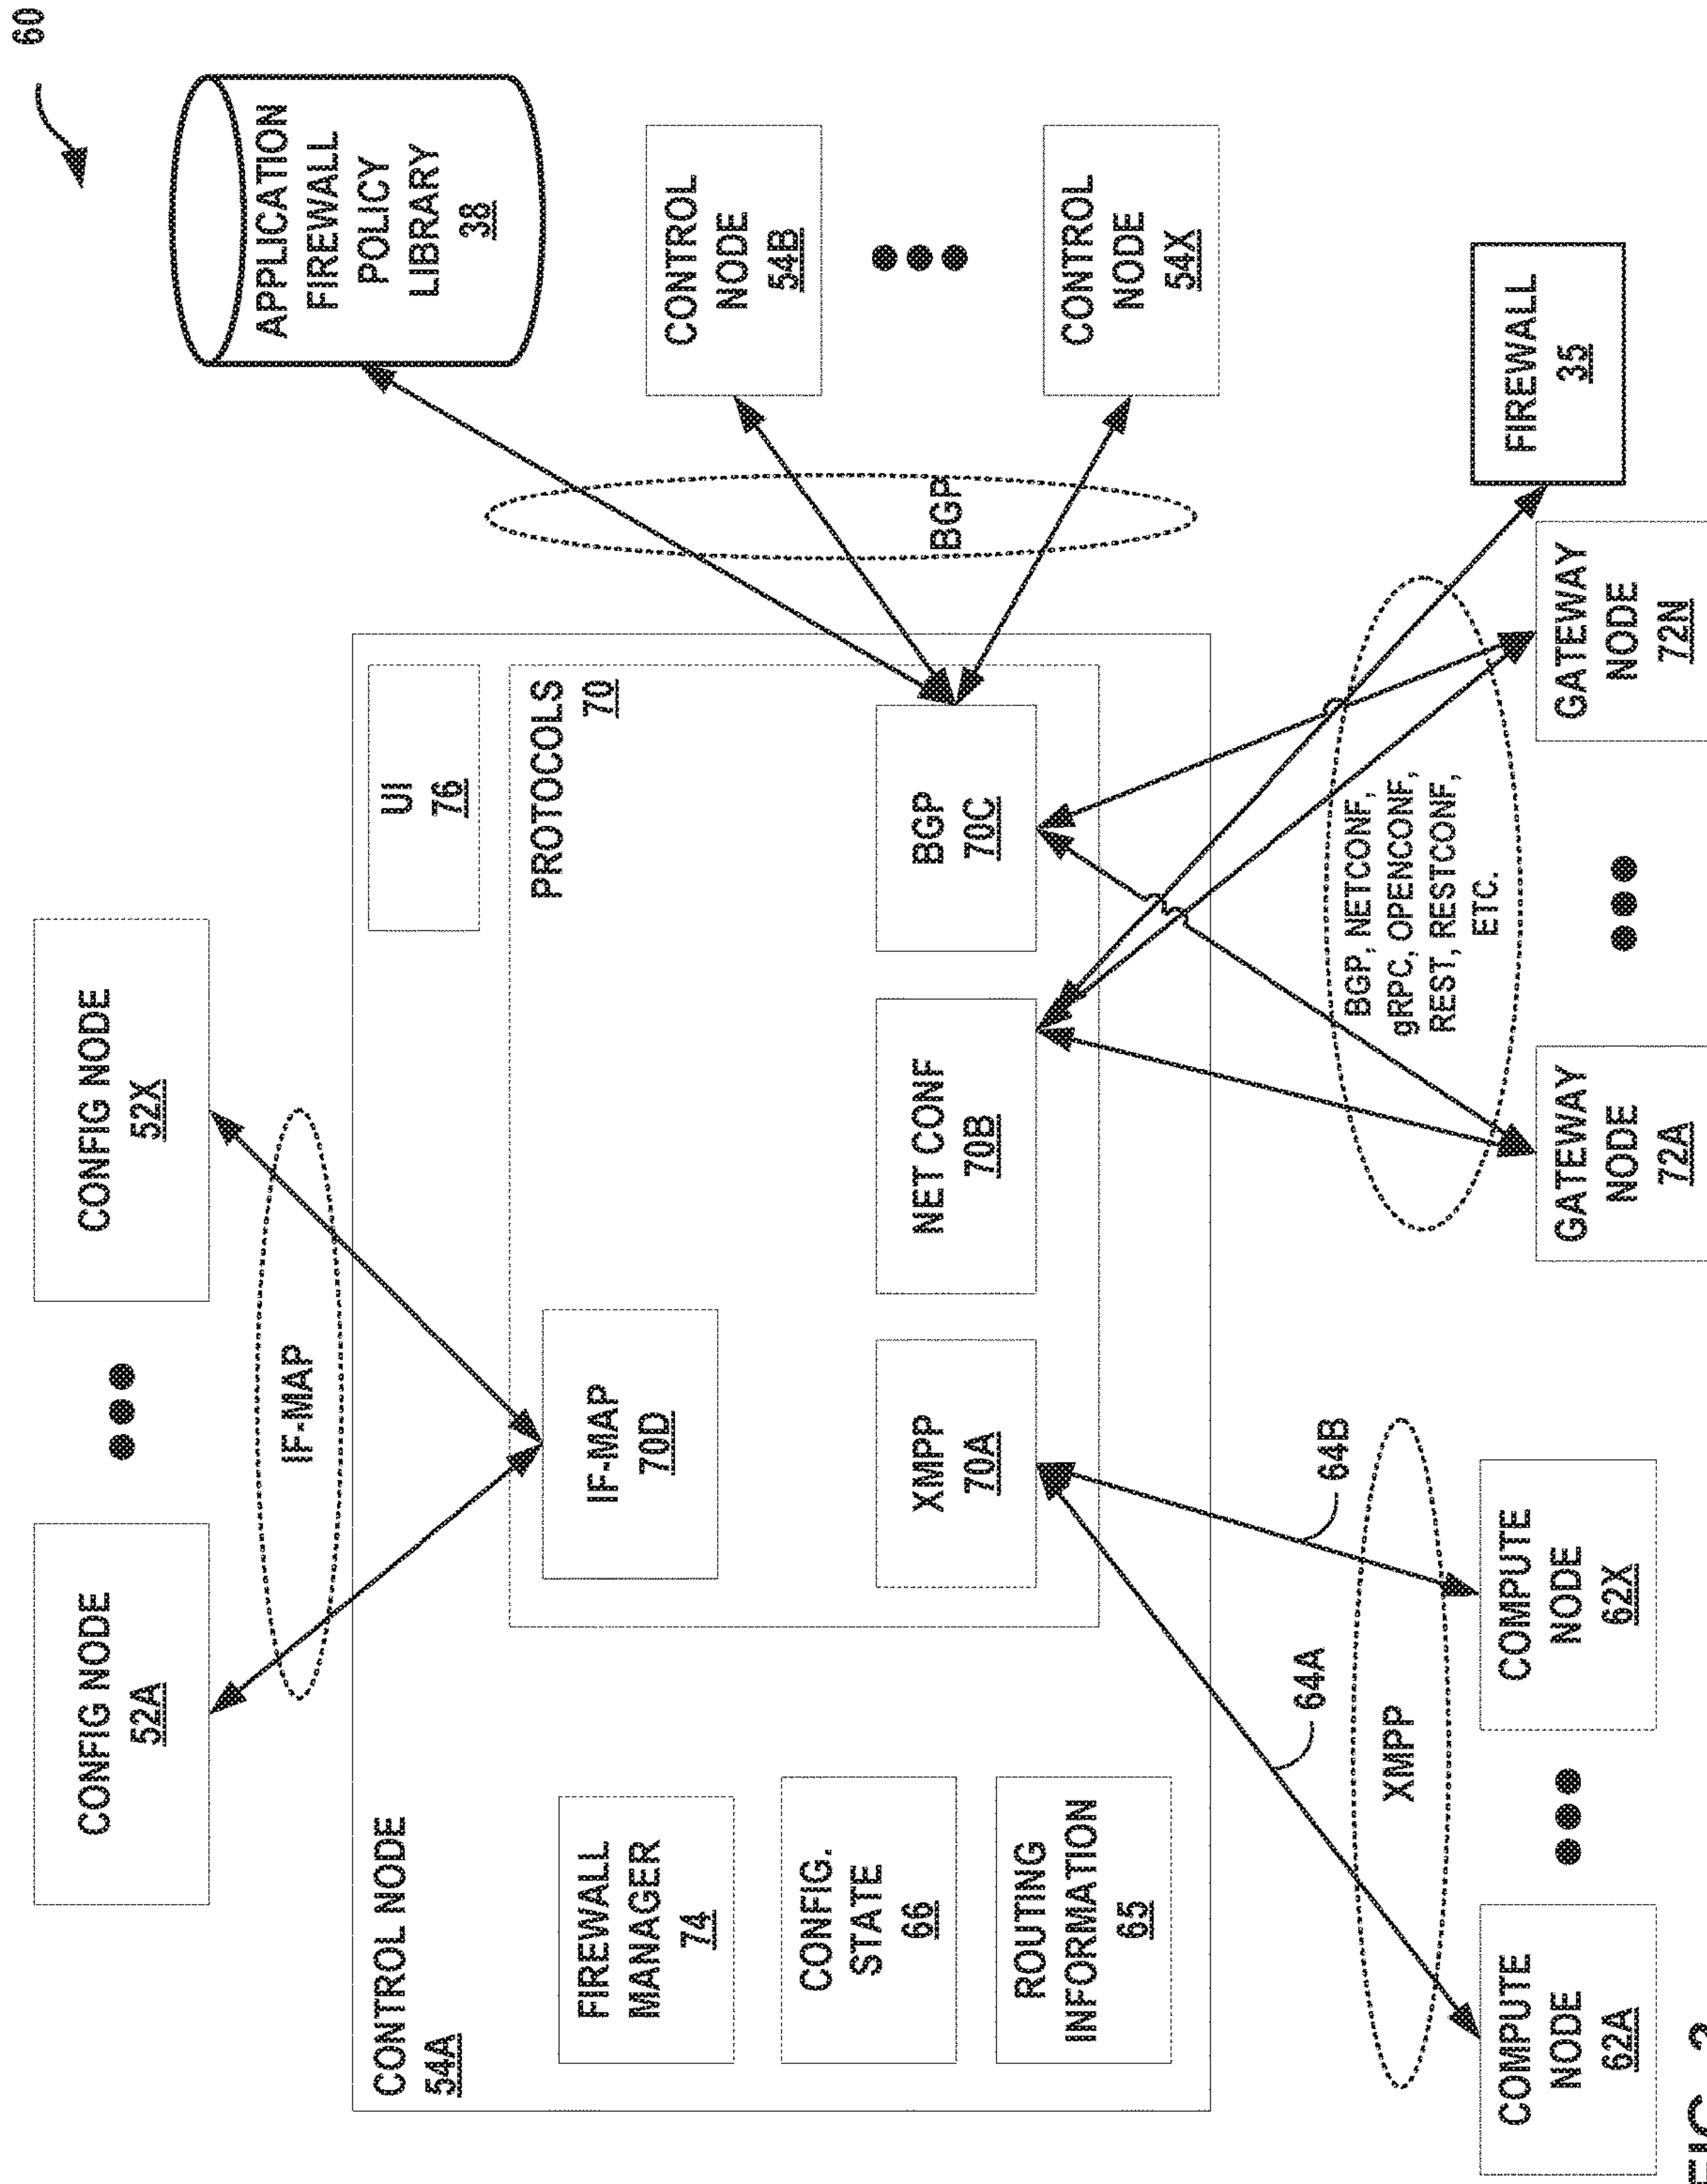 60
CONFIG NODE
52A
CONFIG NODE
52X
IF-MAP
APPLICATION
FIREWALL
POLICY
LIBRARY
38
CONTROL NODE
54A
UI
76
PROTOCOLS
70
IF-MAP
70D
FIREWALL
MANAGER
74
CONFIG.
STATE
66
ROUTING
INFORMATION
65
XMPP
70A
NET CONF
70B
BGP
70C
BGP
CONTROL
NODE
54B
CONTROL
NODE
54X
64A
64B
XMPP
BGP, NETCONF,
gRPC, OPENCONF,
REST, RESTCONF,
ETC.
FIREWALL
35
COMPUTE
NODE
62A
COMPUTE
NODE
62X
GATEWAY
NODE
72A
GATEWAY
NODE
72N